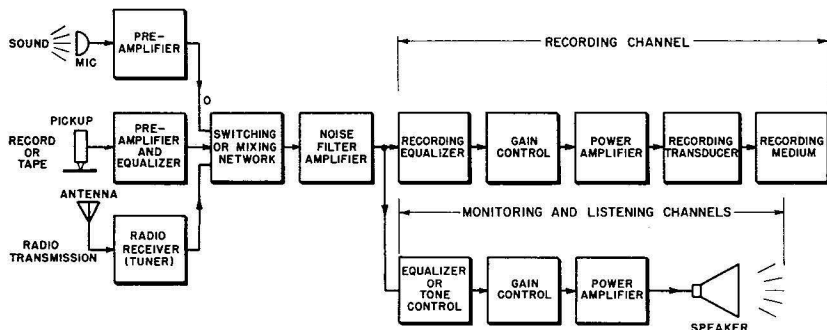 SOUND
MIC
PRE-
AMPLIFIER
O
RECORDING CHANNEL
PICKUP
RECORD
OR
TAPE
PRE-
AMPLIFIER
AND
EQUALIZER
SWITCHING
OR MIXING
NETWORK
NOISE
FILTER
AMPLIFIER
RECORDING
EQUALIZER
GAIN
CONTROL
POWER
AMPLIFIER
RECORDING
TRANSDUCER
RECORDING
MEDIUM
ANTENNA
RADIO
TRANSMISSION
RADIO
RECEIVER
(TUNER)
MONITORING AND LISTENING CHANNELS
EQUALIZER
OR TONE
CONTROL
GAIN
CONTROL
POWER
AMPLIFIER
SPEAKER